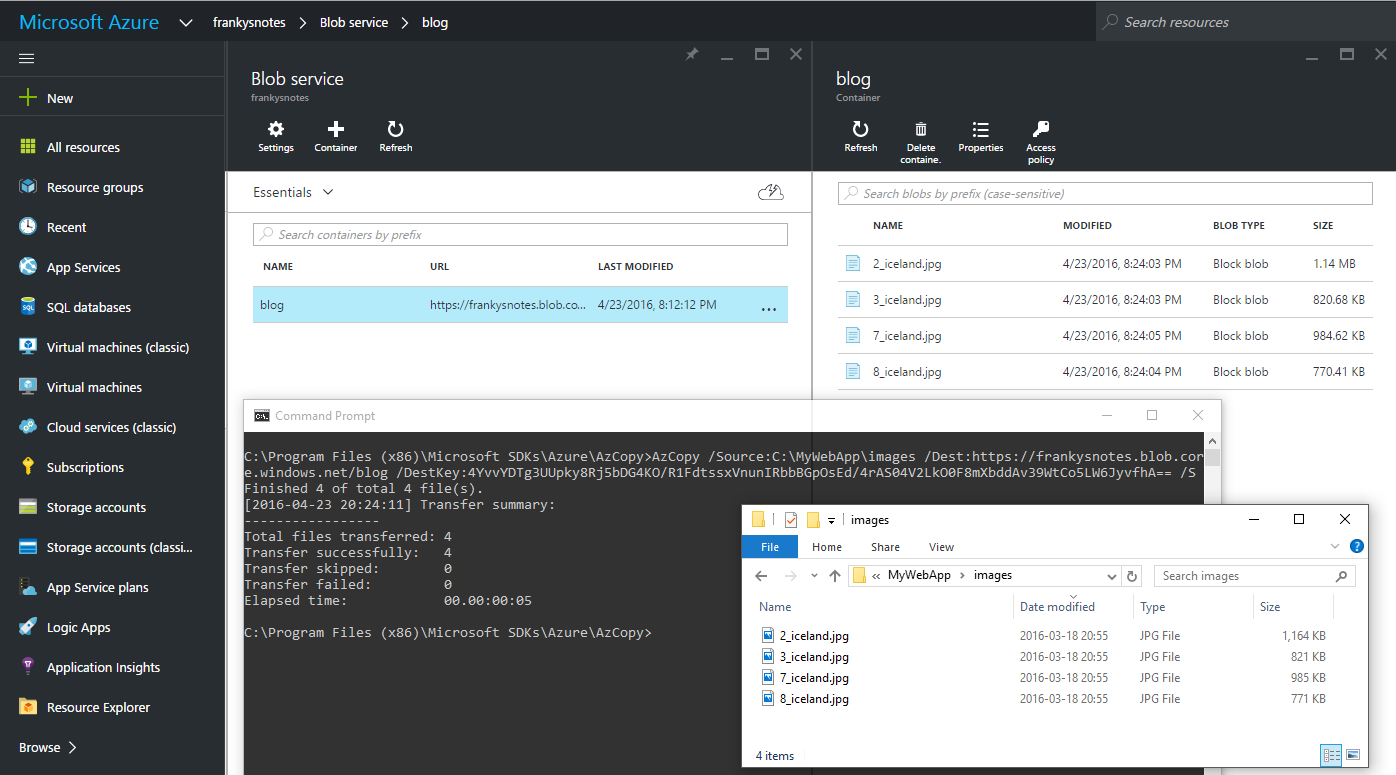 Microsoft Azure frankysnotes Blob service blog Search resources
New
All resources
Resource groups
Recent
App Services
SQL databases
Virtual machines (classic)
Virtual machines
Cloud services (classic)
Subscriptions
Storage accounts
Storage accounts (classi...
App Service plans
Logic Apps
Application Insights
Resource Explorer
Browse
Blob service
frankysnotes
Settings Container Refresh
Essentials
Search containers by prefix
NAME URL LAST MODIFIED
blog https://frankysnotes.blob.co... 4/23/2016, 8:12:12 PM ...
blog
Container
Refresh Delete containe. Properties Access policy
Search blobs by prefix (case-sensitive)
NAME MODIFIED BLOB TYPE SIZE
2_iceland.jpg 4/23/2016, 8:24:03 PM Block blob 1.14 MB
3_iceland.jpg 4/23/2016, 8:24:03 PM Block blob 820.68 KB
7_iceland.jpg 4/23/2016, 8:24:05 PM Block blob 984.62 KB
8_iceland.jpg 4/23/2016, 8:24:04 PM Block blob 770.41 KB
Command Prompt
C:\Program Files (x86)\Microsoft SDKs\Azure\AzCopy>AzCopy /Source:C:\MyWebApp\images /Dest:https://frankysnotes.blob.cor
e.windows.net/blog /DestKey:4YvvYDTg3UUpky8Rj5bDG4KO/R1FdtssxVnunIRbbBGpOsEd/4rAS04V2LkO0F8mXbddAv39WtCo5LW6JyvfhA== /S
Finished 4 of total 4 file(s).
[2016-04-23 20:24:11] Transfer summary:
-----------------
Total files transferred: 4
Transfer successfully: 4
Transfer skipped: 0
Transfer failed: 0
Elapsed time: 00.00:00:05
C:\Program Files (x86)\Microsoft SDKs\Azure\AzCopy>
images
File Home Share View
« MyWebApp > images Search images
Name Date modified Type Size
2_iceland.jpg 2016-03-18 20:55 JPG File 1,164 KB
3_iceland.jpg 2016-03-18 20:55 JPG File 821 KB
7_iceland.jpg 2016-03-18 20:55 JPG File 985 KB
8_iceland.jpg 2016-03-18 20:55 JPG File 771 KB
4 items